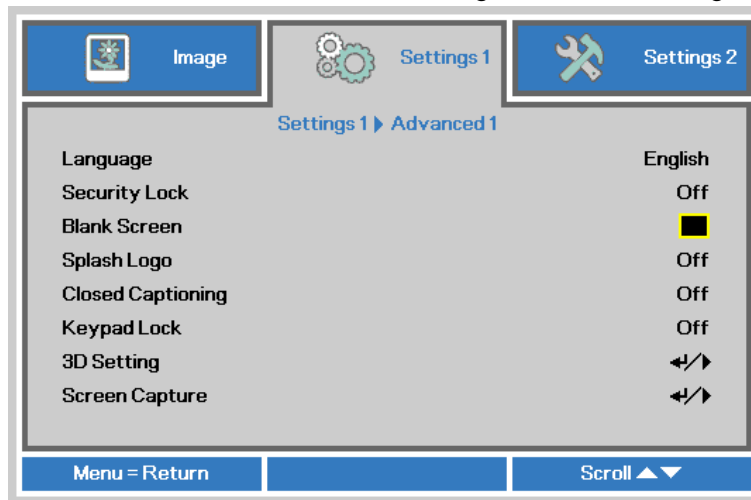 Image
Settings 1
Settings 2
Settings 1 Advanced 1
Language English
Security Lock Off
Blank Screen
Splash Logo Off
Closed Captioning Off
Keypad Lock Off
3D Setting ↵/▶
Screen Capture ↵/▶
Menu = Return Scroll ▲▼